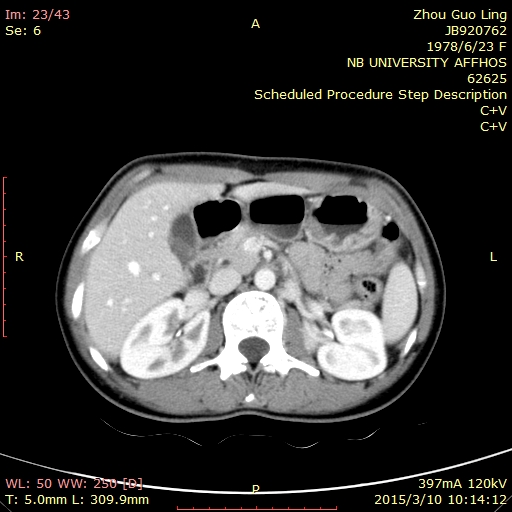 Im: 23/43
Se: 6
A
Zhou Guo Ling
JB920762
1978/6/23 F
NB UNIVERSITY AFFHOS
62625
Scheduled Procedure Step Description
C+V
C+V
R
L
WL: 50 WW: 250 [D]
T: 5.0mm L: 309.9mm
P
397mA 120kV
2015/3/10 10:14:12